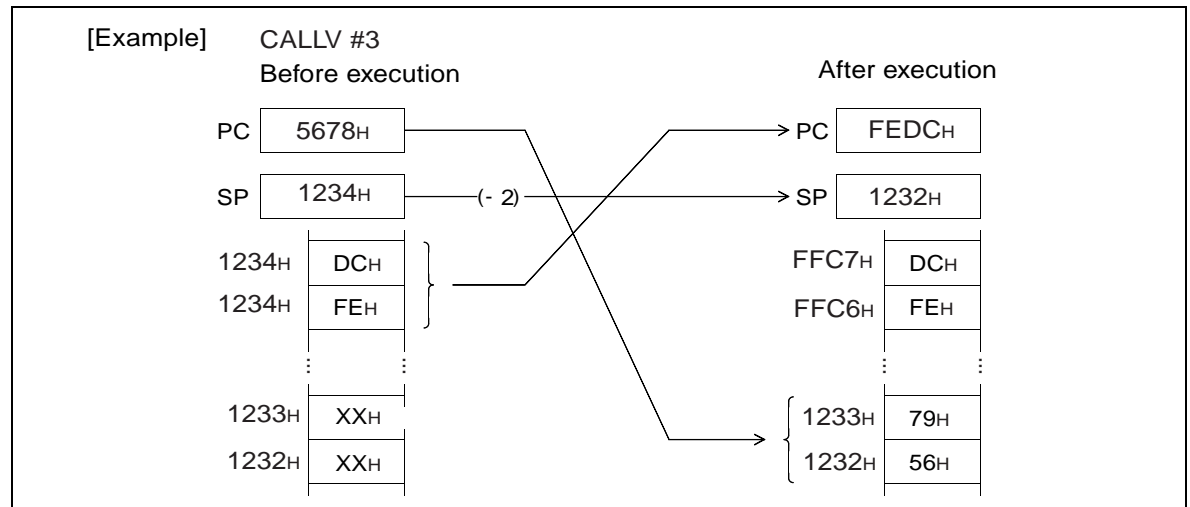 [Example] CALLV #3
Before execution After execution
PC 5678H PC FEDCH
SP 1234H (- 2) SP 1232H
1234H DCH FFC7H DCH
1234H FEH FFC6H FEH
1233H XXH 1233H 79H
1232H XXH 1232H 56H